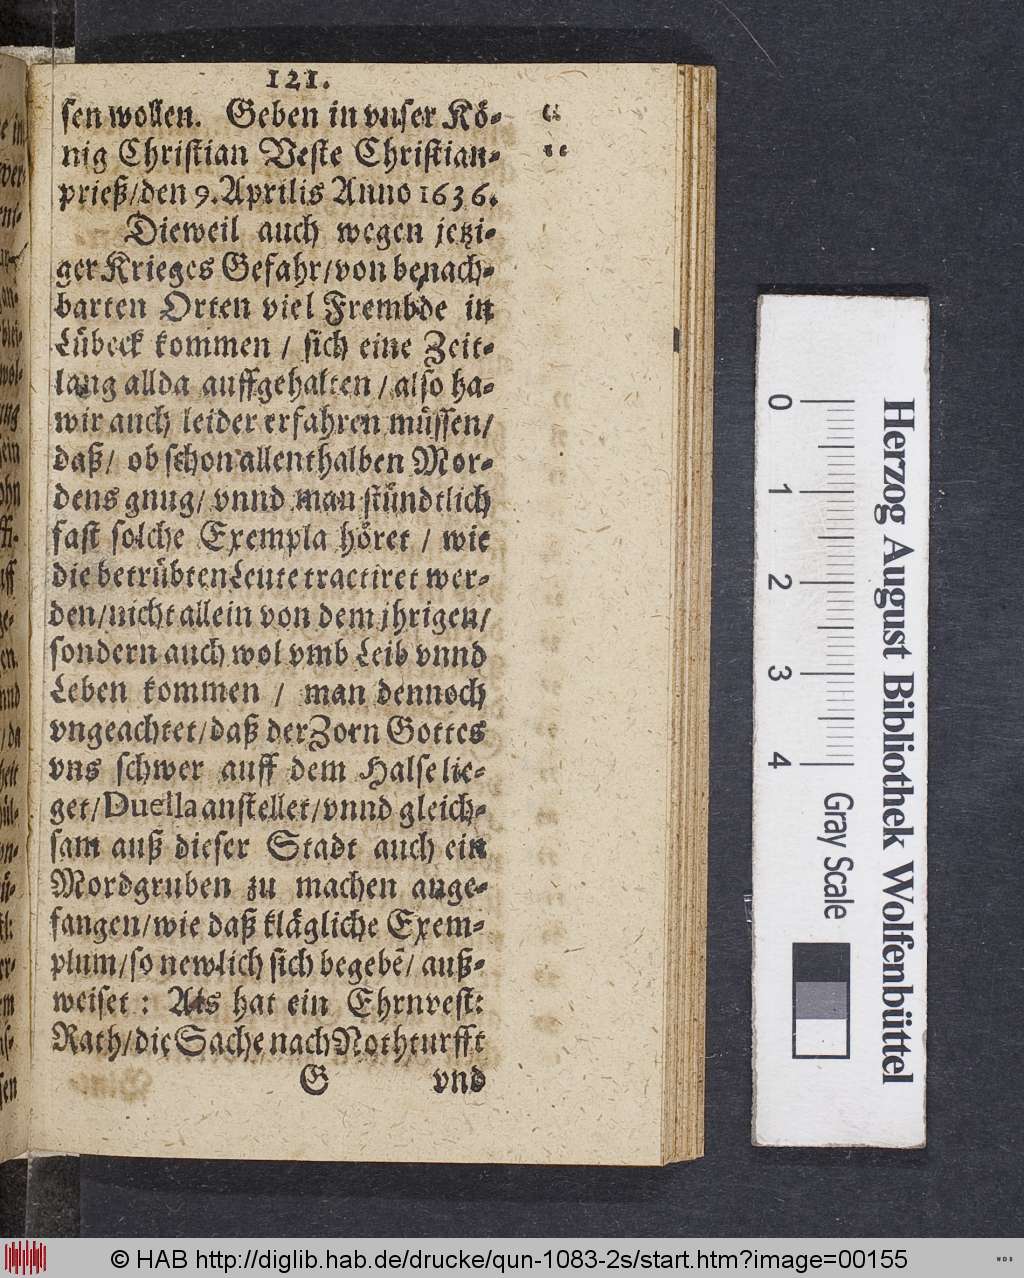 121.
sen wollen. Geben in vnser Kö-
nig Christian Veste Christian-
prieß/den 9. Aprilis Anno 1636.
Dieweil auch wegen jetzi-
ger Krieges Gefahr/von benach-
barten Orten viel Frembde in
Lübeck kommen / sich eine Zeit-
lang allda auffgehalten / also ha-
wir auch leider erfahren müssen/
daß/ ob schon allenthalben Mor-
dens gnug/ vnnd man stündtlich
fast solche Exempla höret / wie
die betrübten Leute tractiret wer-
den/nicht allein von dem jhrigen/
sondern auch wol vmb Leib vnnd
Leben kommen / man dennoch
vngeachtet/daß der Zorn Gottes
vns schwer auff dem Halse lie-
get/Duella anstellet/vnnd gleich-
sam auß dieser Stadt auch ein
Mordgruben zu machen ange-
fangen/wie daß klägliche Exem-
plum/so newlich sich begebē/ auß-
weiset : Als hat ein Ehrnvest:
Rath/die Sache nach Nothturfft
G vnd
Herzog August Bibliothek Wolfenbüttel
0 1 2 3 4 Gray Scale
© HAB http://diglib.hab.de/drucke/qun-1083-2s/start.htm?image=00155